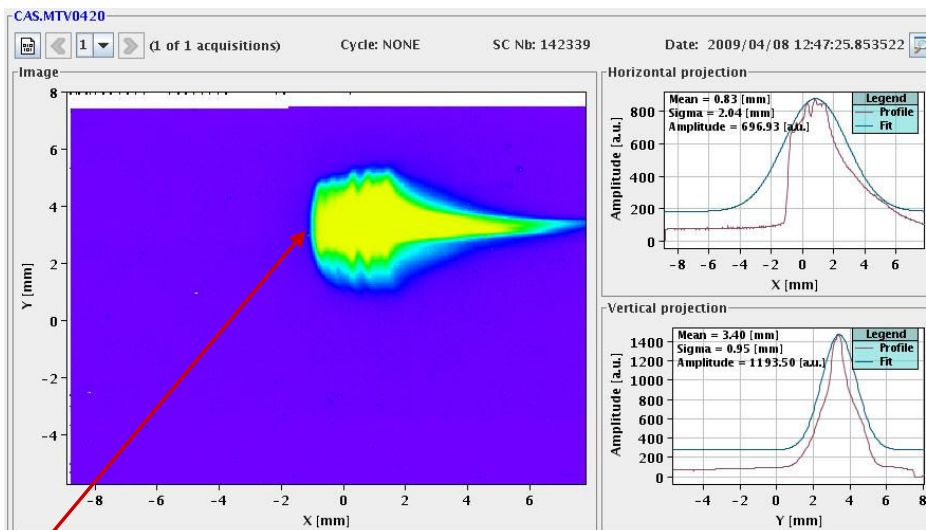 CAS.MTV0420
1 (1 of 1 acquisitions) Cycle: NONE SC Nb: 142339 Date: 2009/04/08 12:47:25.853522
Image
8
6
4
2
0
-2
-4
Y [mm]
-8 -6 -4 -2 0 2 4 6
X [mm]
Horizontal projection
Mean = 0.83 [mm]
Sigma = 2.04 [mm]
Amplitude = 696.93 [a.u.]
Legend
Profile
Fit
800
600
400
200
0
Amplitude [a.u.]
-8 -6 -4 -2 0 2 4 6
X [mm]
Vertical projection
Mean = 3.40 [mm]
Sigma = 0.95 [mm]
Amplitude = 1193.50 [a.u.]
Legend
Profile
Fit
1400
1200
1000
800
600
400
200
0
Amplitude [a.u.]
-4 -2 0 2 4 6 8
Y [mm]